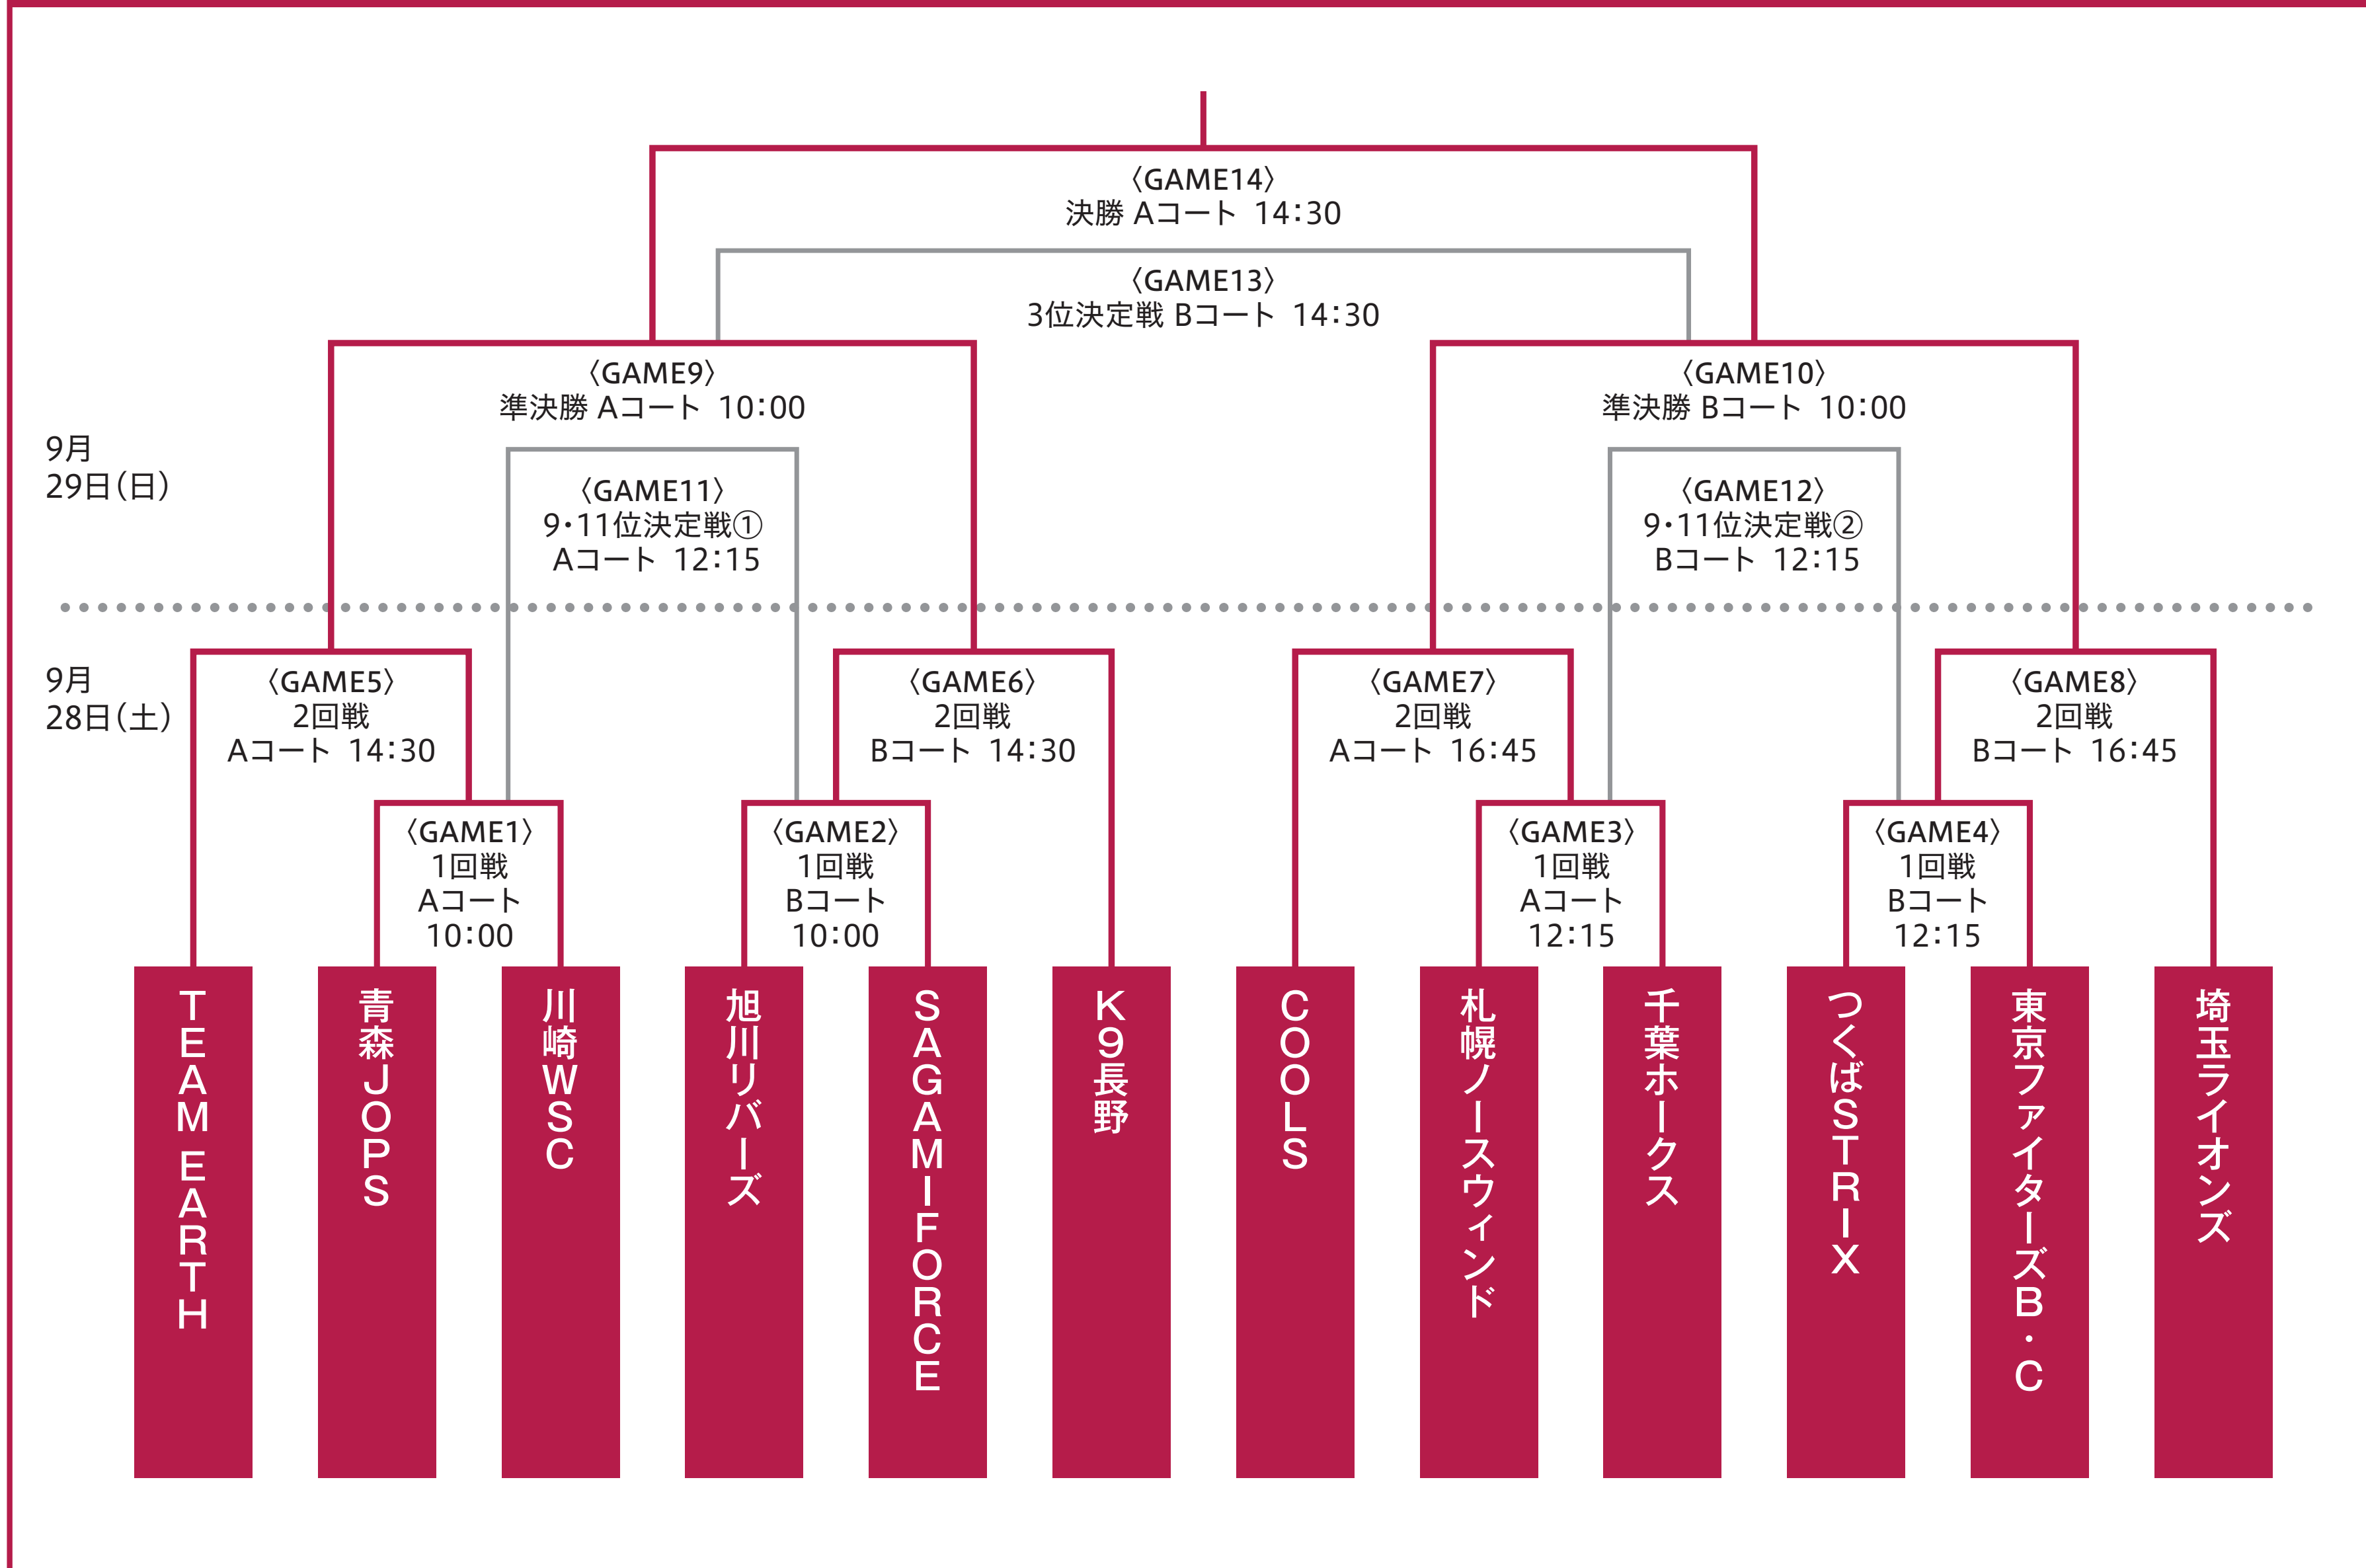 〈GAME14〉
決勝 Aコート 14:30
〈GAME13〉
3位決定戦 Bコート 14:30
〈GAME9〉
準決勝 Aコート 10:00
〈GAME10〉
準決勝 Bコート 10:00
9月
29日(日)
〈GAME11〉
9・11位決定戦①
Aコート 12:15
〈GAME12〉
9・11位決定戦②
Bコート 12:15
9月
28日(土)
〈GAME5〉
2回戦
Aコート 14:30
〈GAME6〉
2回戦
Bコート 14:30
〈GAME7〉
2回戦
Aコート 16:45
〈GAME8〉
2回戦
Bコート 16:45
〈GAME1〉
1回戦
Aコート
10:00
〈GAME2〉
1回戦
Bコート
10:00
〈GAME3〉
1回戦
Aコート
12:15
〈GAME4〉
1回戦
Bコート
12:15
TEAM EARTH
青森JOPS
川崎WSC
旭川リバーズ
SAGAMIFORCE
K9長野
COOLS
札幌ノースウィンド
千葉ホークス
つくばSTRIX
東京ファイターズB・C
埼玉ライオンズ